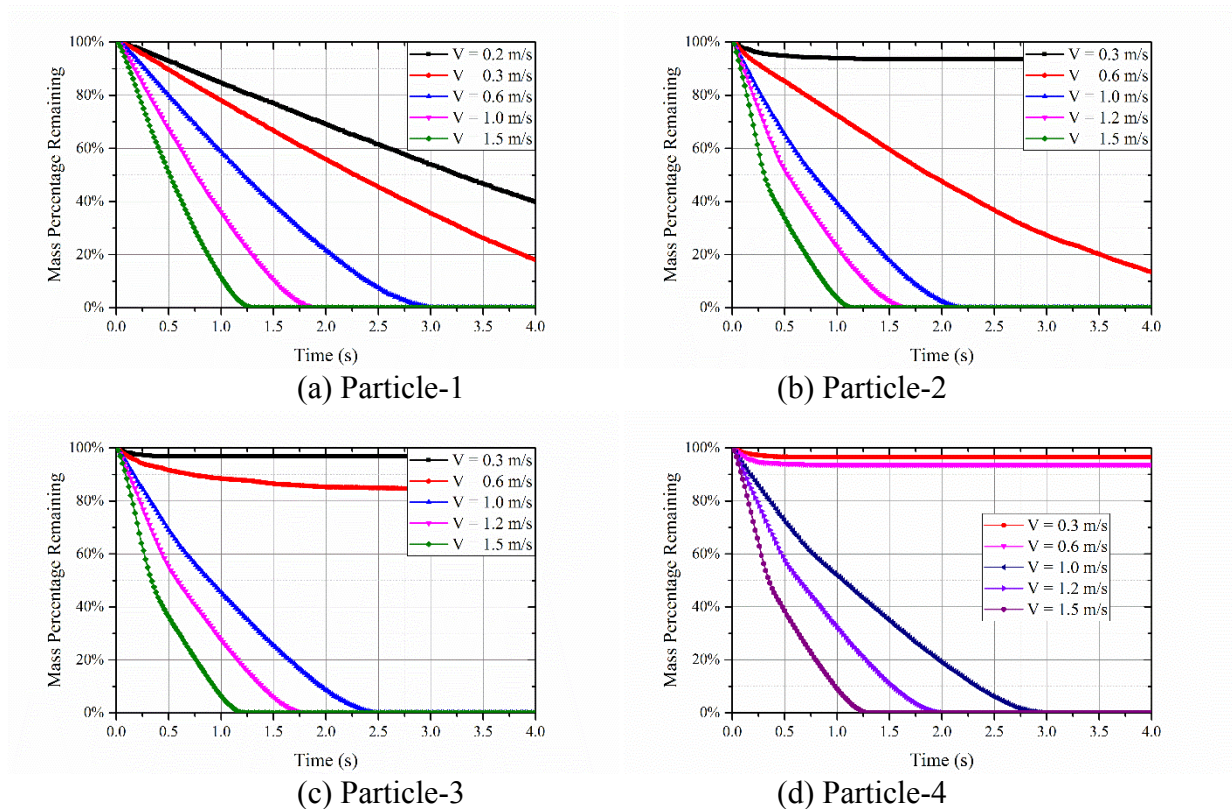 100%
80%
60%
40%
20%
0%
Mass Percentage Remaining
V = 0.2 m/s
V 0.3 m/s
V = 0.6 m/s
V = 1.0 m/s
V 1.5 m/s
0.0 0.5 1.0 1.5 2.0 2.5 3.0 3.5 4.0
Time (s)
(a) Particle-1
100%
80%
60%
40%
20%
0%
Mass Percentage Remaining
V = 0.3 m/s
V 0.6 m/s
V = 1.0 m/s
V = 1.2 m/s
V 1.5 m/s
0.0 0.5 1.0 1.5 2.0 2.5 3.0 3.5 4.0
Time (s)
(b) Particle-2
100%
80%
60%
40%
20%
0%
Mass Percentage Remaining
V = 0.3 m/s
V 0.6 m/s
V = 1.0 m/s
V = 1.2 m/s
V 1.5 m/s
0.0 0.5 1.0 1.5 2.0 2.5 3.0 3.5 4.0
Time (s)
(c) Particle-3
100%
80%
60%
40%
20%
0%
Mass Percentage Remaining
V = 0.3 m/s
V = 0.6 m/s
V = 1.0 m/s
V = 1.2 m/s
V = 1.5 m/s
0.0 0.5 1.0 1.5 2.0 2.5 3.0 3.5 4.0
Time (s)
(d) Particle-4